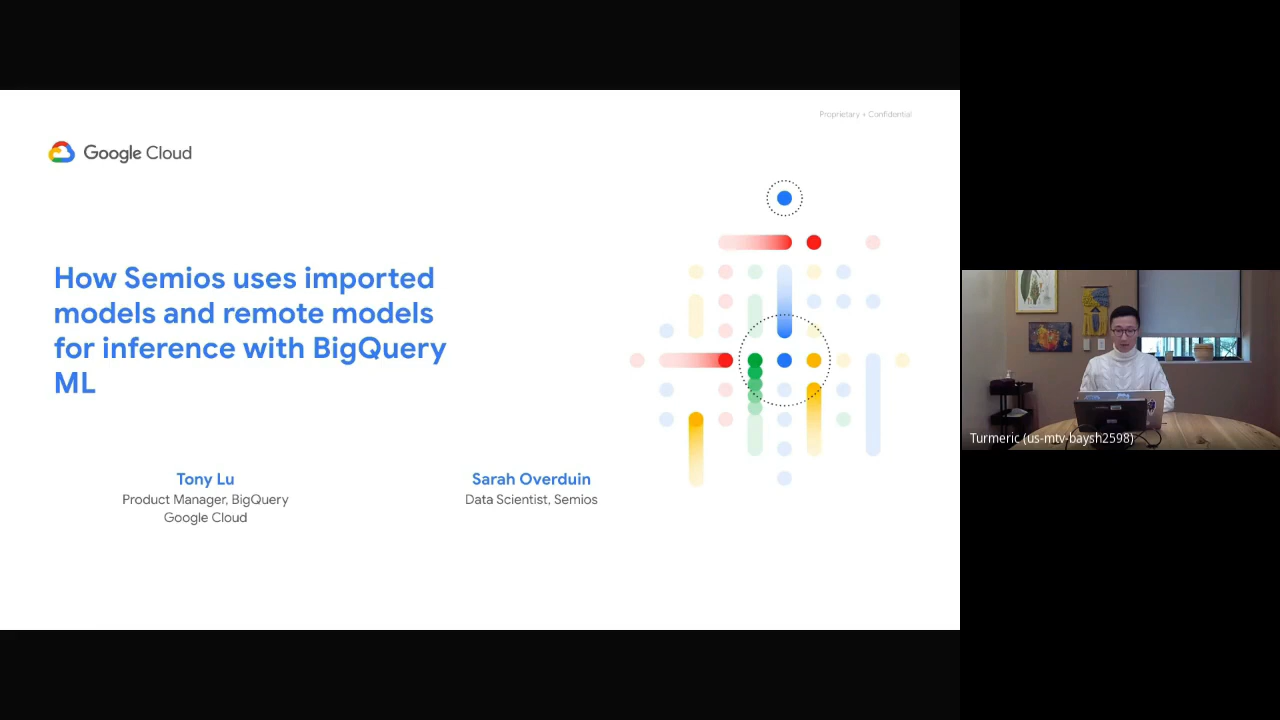 Proprietary + Confidential
Google Cloud
How Semios uses imported
models and remote models
for inference with BigQuery
ML
Tony Lu
Product Manager, BigQuery
Google Cloud
Sarah Overduin
Data Scientist, Semios
Turmeric (us-mtv-baysh2598)